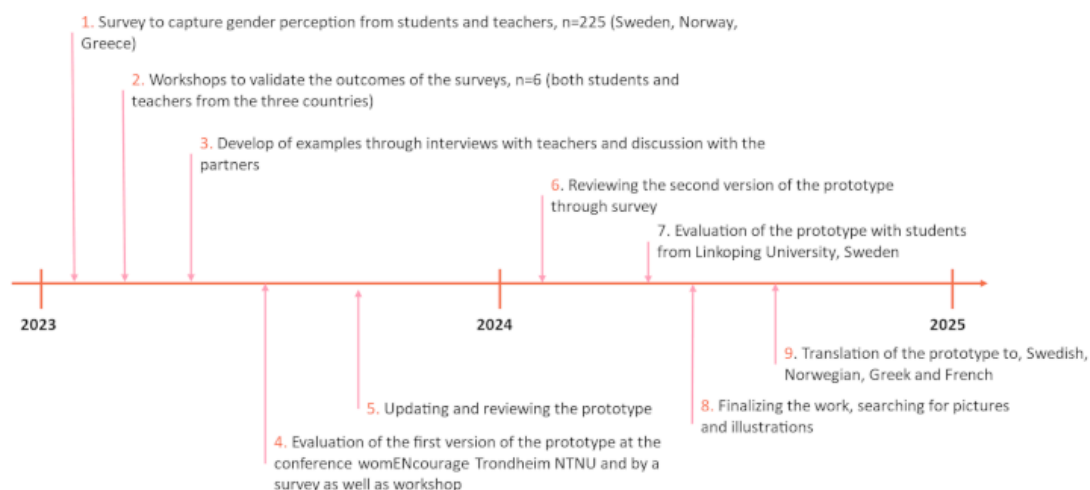 1. Survey to capture gender perception from students and teachers, n=225 (Sweden, Norway,
Greece)
2. Workshops to validate the outcomes of the surveys, n=6 (both students and
teachers from the three countries)
3. Develop of examples through interviews with teachers and discussion with the
partners
6. Reviewing the second version of the prototype
through survey
7. Evaluation of the prototype with students
from Linkoping University, Sweden
2023
2024
2025
9. Translation of the prototype to, Swedish,
Norwegian, Greek and French
5. Updating and reviewing the prototype
8. Finalizing the work, searching for pictures
and illustrations
4. Evaluation of the first version of the prototype at the
conference womENcourage Trondheim NTNU and by a
survey as well as workshop